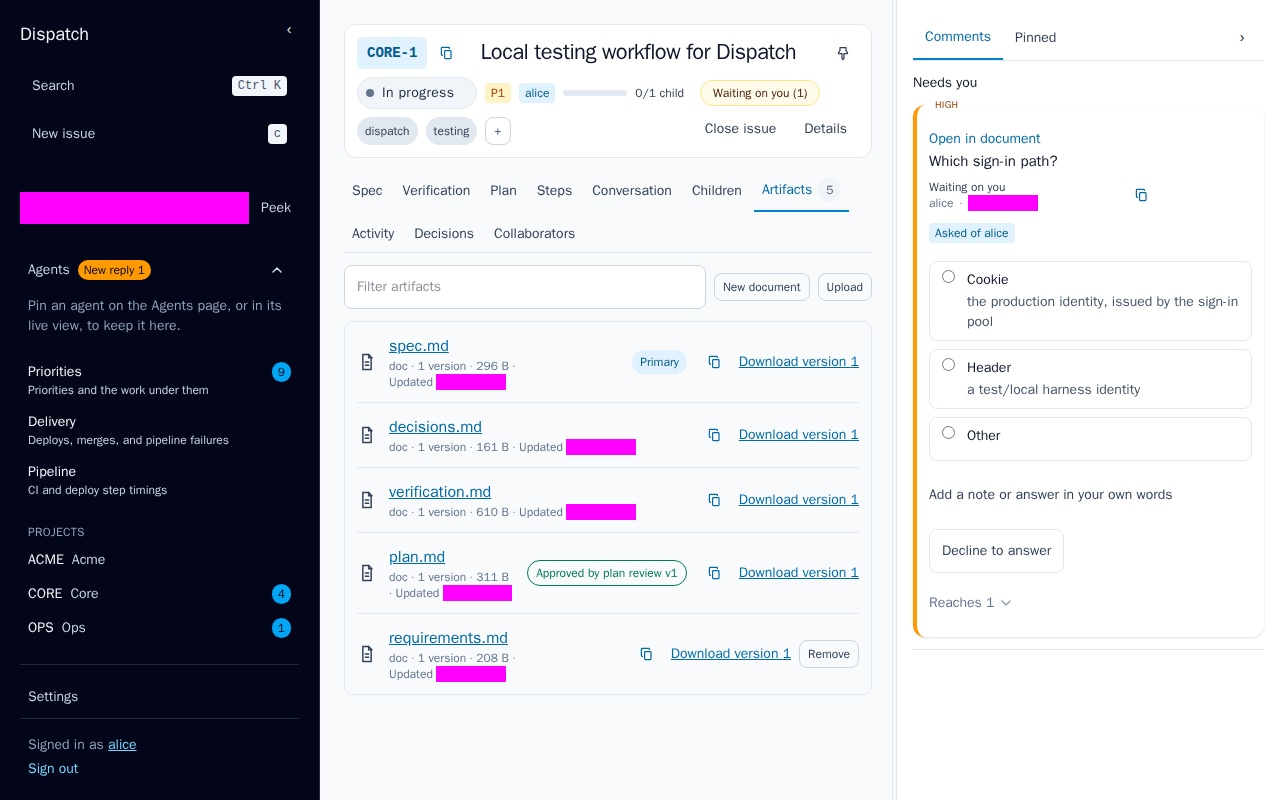 Dispatch
Search
Ctrl K
New issue
C
Peek
Agents
New reply 1
Pin an agent on the Agents page, or in its
live view, to keep it here.
Priorities
9
Priorities and the work under them
Delivery
Deploys, merges, and pipeline failures
Pipeline
CI and deploy step timings
PROJECTS
ACME Acme
CORE Core
4
OPS Ops
1
Settings
Signed in as alice
Sign out
CORE-1
Local testing workflow for Dispatch
In progress
P1
alice
0/1 child
Waiting on you (1)
dispatch
testing
+
Close issue
Details
Spec
Verification
Plan
Steps
Conversation
Children
Artifacts 5
Activity
Decisions
Collaborators
Filter artifacts
New document
Upload
spec.md
doc · 1 version · 296 B ·
Updated
Primary
Download version 1
decisions.md
doc · 1 version · 161 B · Updated
Download version 1
verification.md
doc · 1 version · 610 B · Updated
Download version 1
plan.md
doc · 1 version · 311 B
· Updated
Approved by plan review v1
Download version 1
requirements.md
doc · 1 version · 208 B ·
Updated
Download version 1
Remove
Comments
Pinned
Needs you
HIGH
Open in document
Which sign-in path?
Waiting on you
alice ·
Asked of alice
Cookie
the production identity, issued by the sign-in
pool
Header
a test/local harness identity
Other
Add a note or answer in your own words
Decline to answer
Reaches 1